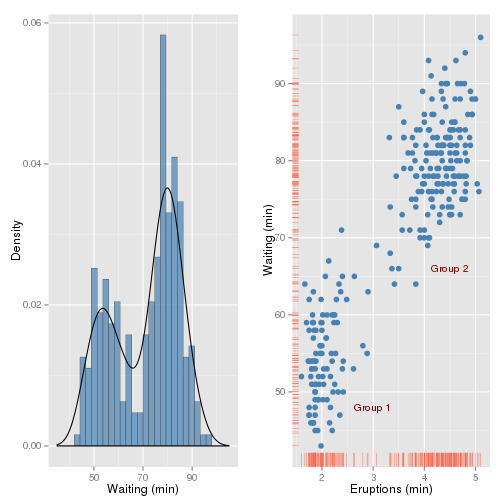 0.06
0.04
0.02
0.00
Density
50 70 90
Waiting (min)
90
80
70
60
50
Waiting (min)
Group 2
Group 1
2 3 4 5
Eruptions (min)